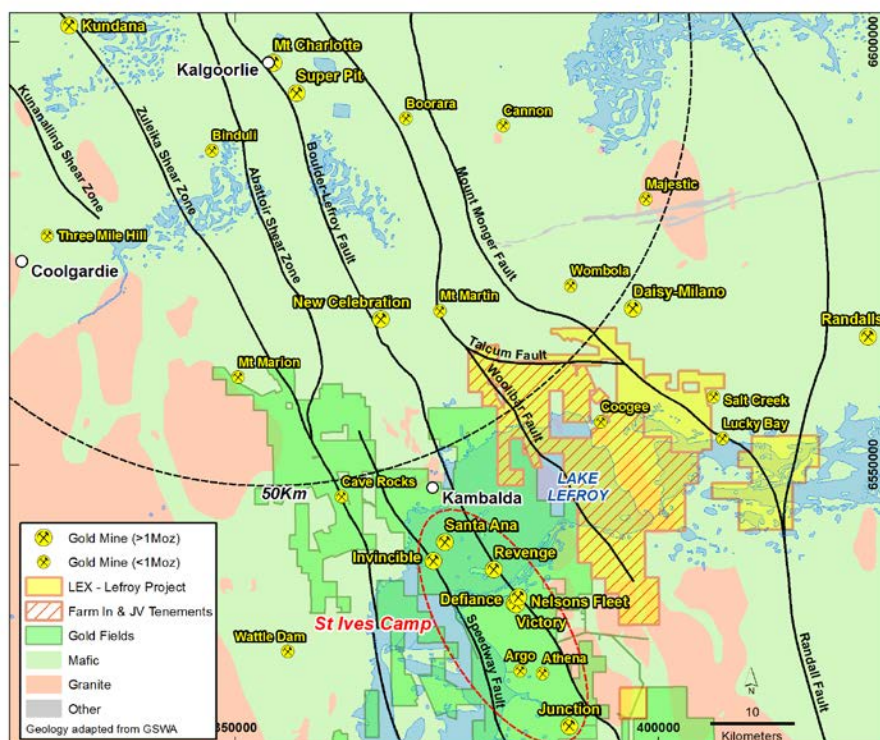 Kundana
Mt Charlotte
Kalgoorlie
Super Pit
6600000
Kunanalling Shear Zone
Zuleika Shear Zone
Binduli
Abattoir Shear Zone
Boulder-Lefroy Fault
Boorara
Cannon
Mount Monger Fault
Majestic
Three Mile Hill
Coolgardie
Wombola
New Celebration
Mt Martin
Daisy-Milano
Randalls
Talcum Fault
Mt Marion
Woolibar Fault
Coogee
Salt Creek
Lucky Bay
50Km
Cave Rocks
Kambalda
LAKE
LEFROY
6550000
Santa Ana
Invincible
Revenge
Defiance
Nelsons Fleet
Victory
St Ives Camp
Speedway Fault
Wattle Dam
Argo
Athena
Junction
Randall Fault
Gold Mine (>1Moz)
Gold Mine (<1Moz)
LEX - Lefroy Project
Farm In & JV Tenements
Gold Fields
Mafic
Granite
Other
Geology adapted from GSWA
350000
400000
N
10
Kilometers